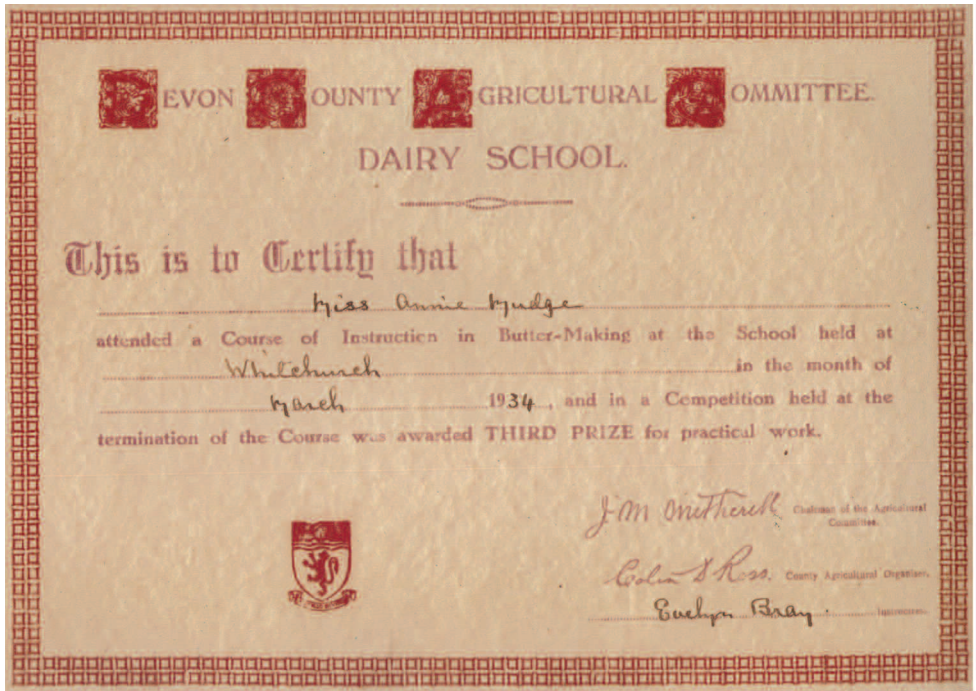 DEVON COUNTY AGRICULTURAL COMMITTEE.
DAIRY SCHOOL.
This is to Certify that
Miss Annie Mudge
attended a Course of Instruction in Butter-Making at the School held at
Whitchurch in the month of
March 1934, and in a Competition held at the
termination of the Course was awarded THIRD PRIZE for practical work.
J. M. Chairman of the Agricultural
Committee.
Colin D Ross. County Agricultural Organiser.
Evelyn Bray. Instructress.